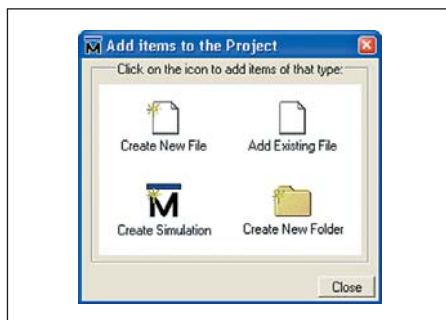 Add items to the Project
Click on the icon to add items of that type:
Create New File
Add Existing File
Create Simulation
Create New Folder
Close